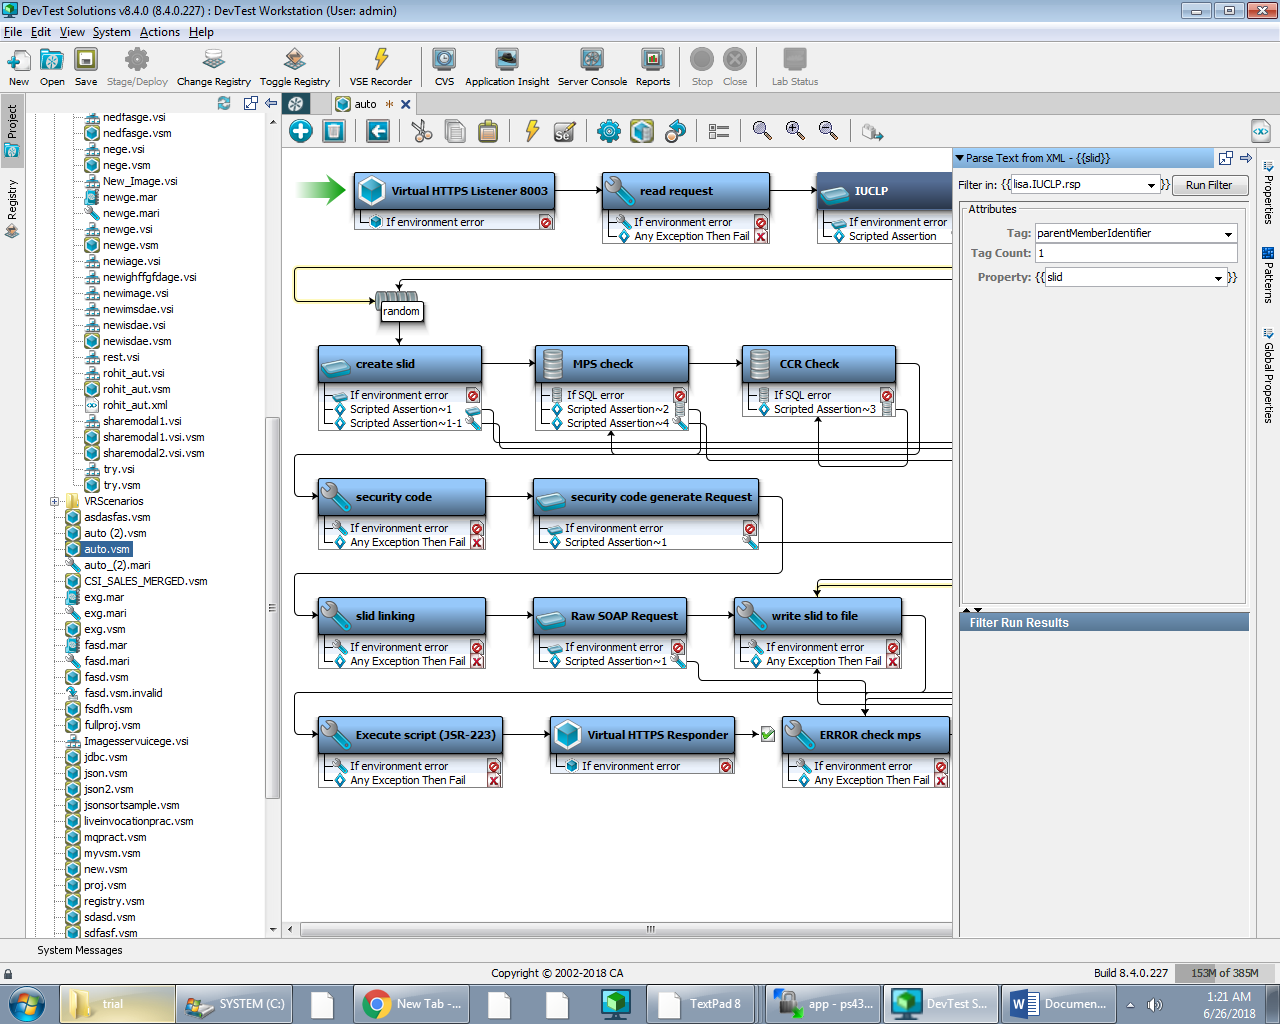 DevTest Solutions v8.4.0 (8.4.0.227) : DevTest Workstation (User: admin)
File Edit View System Actions Help
New Open Save Stage/Deploy Change Registry Toggle Registry VSE Recorder CVS Application Insight Server Console Reports Stop Close Lab Status
auto
Project
Registry
nedfasge.vsi
nedfasge.vsm
nege.vsi
nege.vsm
New_Image.vsi
newge.mar
newge.mari
newge.vsi
newge.vsm
newiage.vsi
newighffgfdage.vsi
newimage.vsi
newimsdae.vsi
newisdae.vsi
newisdae.vsm
rest.vsi
rohit_aut.vsi
rohit_aut.vsm
rohit_aut.xml
sharemodal1.vsi
sharemodal1.vsi.vsm
sharemodal2.vsi.vsm
try.vsi
try.vsm
VRScenarios
asdasfas.vsm
auto (2).vsm
auto.vsm
auto_(2).mari
CSI_SALES_MERGED.vsm
exg.mar
exg.mari
exg.vsm
fasd.mar
fasd.mari
fasd.vsm
fasd.vsm.invalid
fsdfh.vsm
fullproj.vsm
Imagesservuicege.vsi
jdbc.vsm
json.vsm
json2.vsm
jsonsortsample.vsm
liveinvocationprac.vsm
mqpract.vsm
myvsm.vsm
new.vsm
proj.vsm
registry.vsm
sdasd.vsm
sdfasf.vsm
Virtual HTTPS Listener 8003
If environment error
read request
If environment error
Any Exception Then Fail
IUCLP
If environment error
Scripted Assertion
random
create slid
If environment error
Scripted Assertion~1
Scripted Assertion~1-1
MPS check
If SQL error
Scripted Assertion~2
Scripted Assertion~4
CCR Check
If SQL error
Scripted Assertion~3
security code
If environment error
Any Exception Then Fail
security code generate Request
If environment error
Scripted Assertion~1
slid linking
If environment error
Any Exception Then Fail
Raw SOAP Request
If environment error
Scripted Assertion~1
write slid to file
If environment error
Any Exception Then Fail
Execute script (JSR-223)
If environment error
Any Exception Then Fail
Virtual HTTPS Responder
If environment error
ERROR check mps
If environment error
Any Exception Then Fail
Parse Text from XML - {{slid}}
Filter in: {{lisa.IUCLP.rsp}} Run Filter
Attributes
Tag: parentMemberIdentifier
Tag Count: 1
Property: {{slid}}
Filter Run Results
Properties
Patterns
Global Properties
System Messages
Copyright © 2002-2018 CA
Build 8.4.0.227 153M of 385M
trial SYSTEM (C:) New Tab -... TextPad 8 app - ps43... DevTest S... Documen...
1:21 AM
6/26/2018